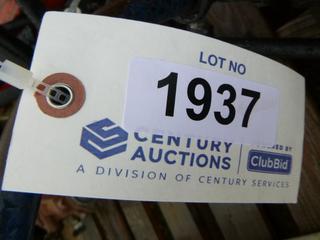 LOT NO
1937
CENTURY
AUCTIONS
ClubBid
A DIVISION OF CENTURY SERVICES